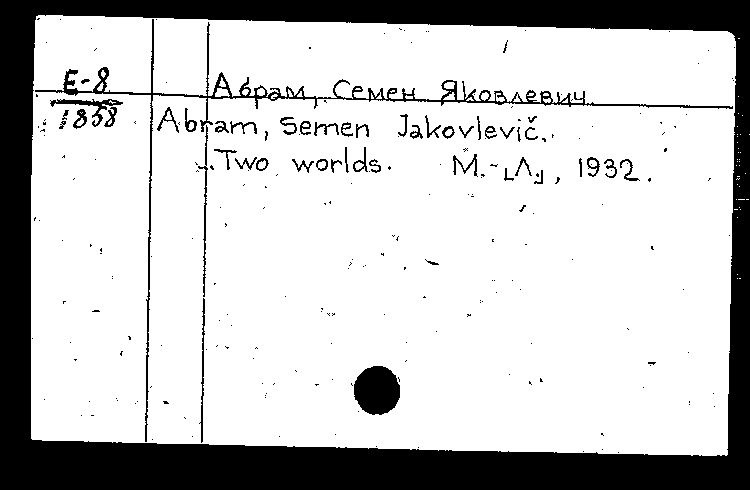 E-8
1858
Абрам, Семен Яковлевич
Abram, Semen Jakovlevič.
Two worlds. М.-[Л.], 1932.